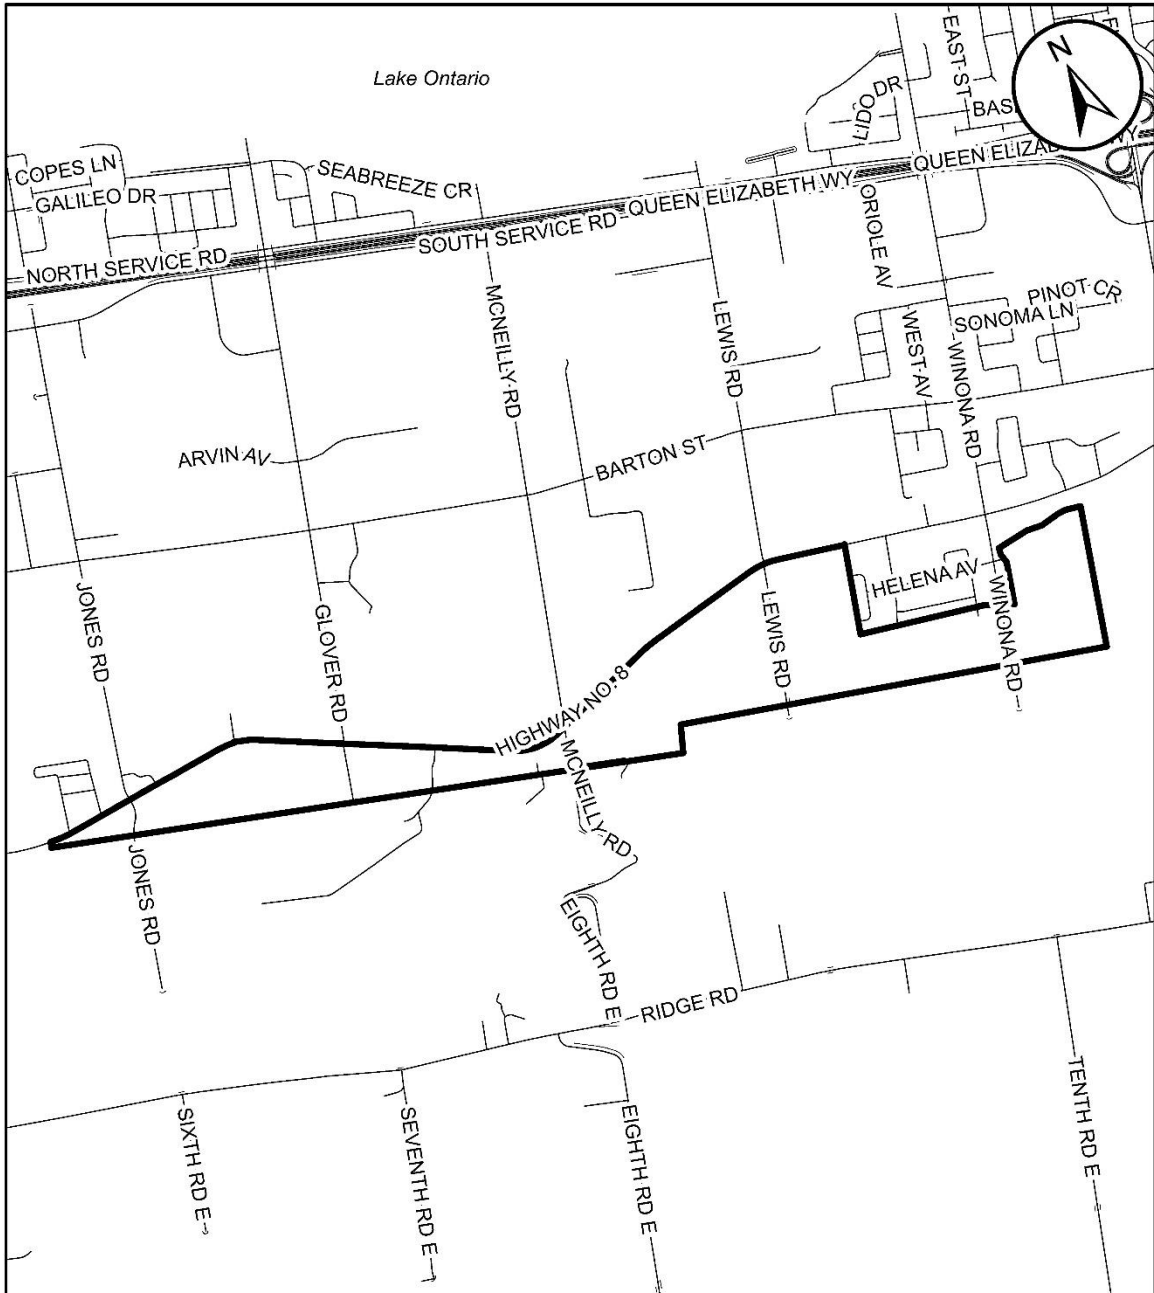 Lake Ontario
EAST ST
N
LIDO DR
BAS
COPES LN
GALILEO DR
SEABREEZE CR
QUEEN ELIZABETH WY
QUEEN ELIZAB WY
ORIOLE AV
SOUTH SERVICE RD
NORTH SERVICE RD
PINOT CR
SONOMA LN
MCNEILLY RD
LEWIS RD
WEST AV
WINONA RD
ARVIN AV
BARTON ST
HELENA AV
JONES RD
GLOVER RD
LEWIS RD
WINONA RD
HIGHWAY NO. 8
MCNEILLY RD
JONES RD
EIGHTH RD E
RIDGE RD
SIXTH RD E
SEVENTH RD E
EIGHTH RD E
TENTH RD E